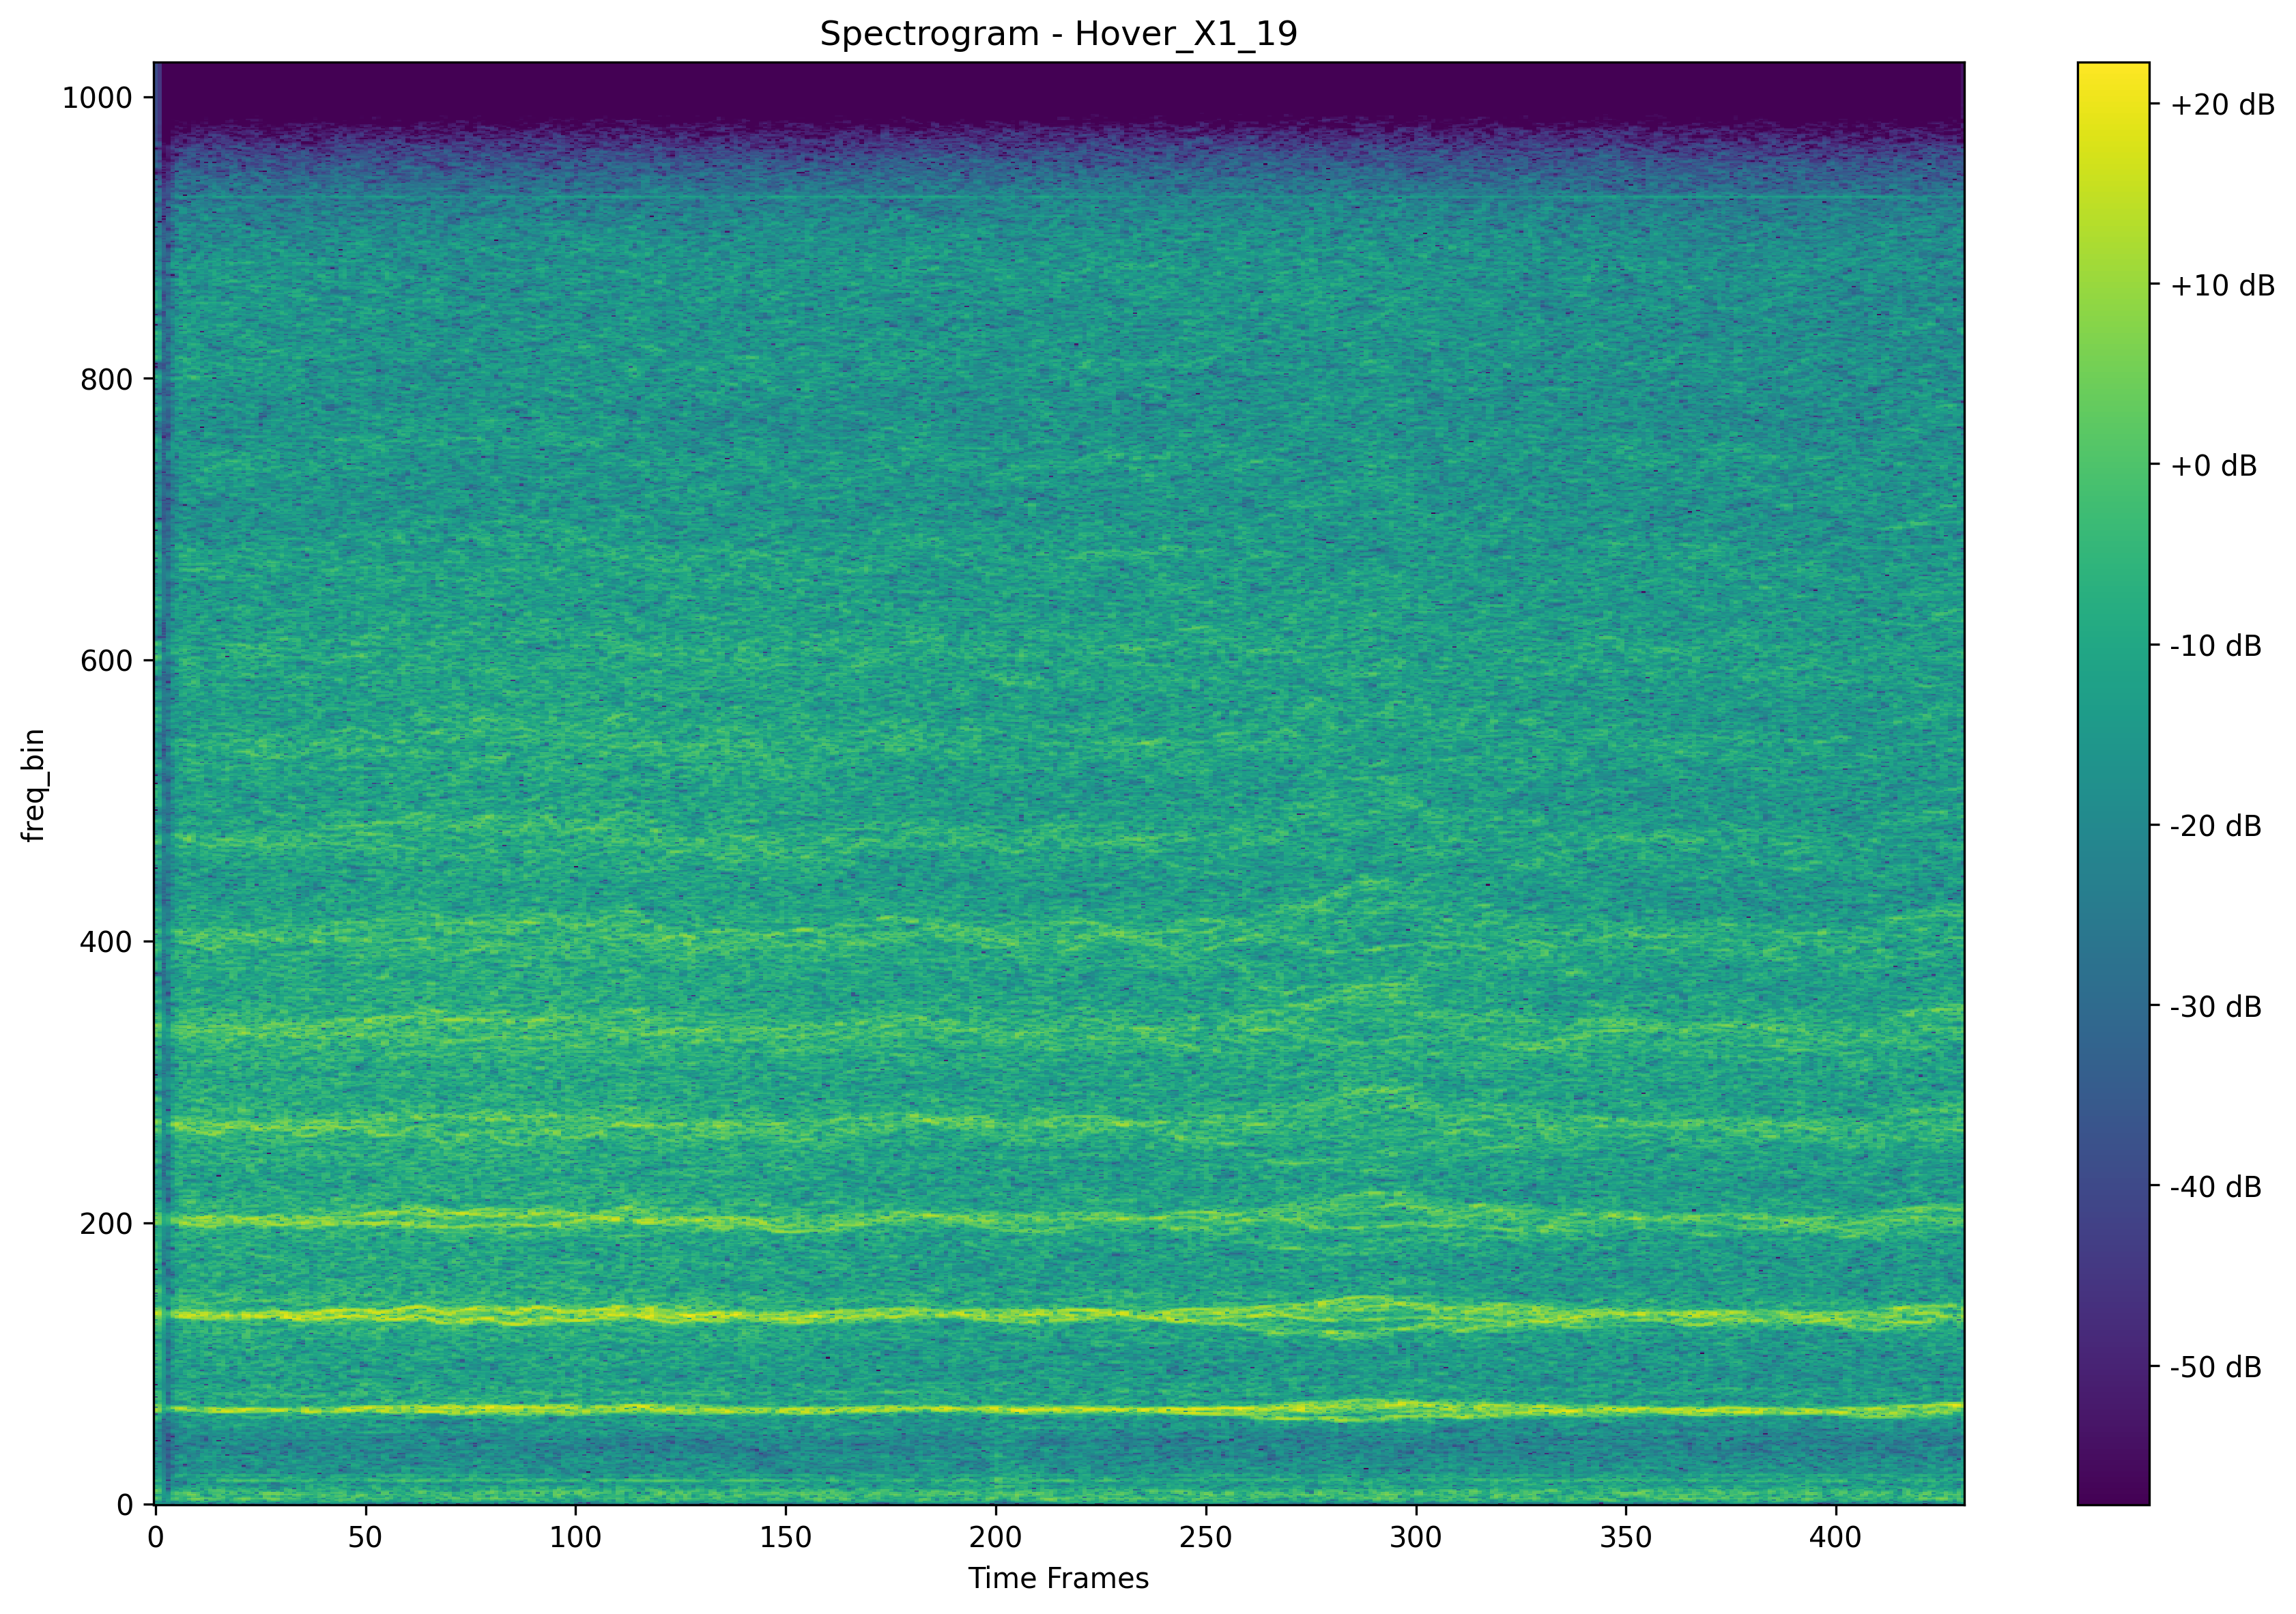 Spectrogram - Hover_X1_19
1000
800
600
400
200
0
freq_bin
0 50 100 150 200 250 300 350 400
Time Frames
+20 dB
+10 dB
+0 dB
-10 dB
-20 dB
-30 dB
-40 dB
-50 dB